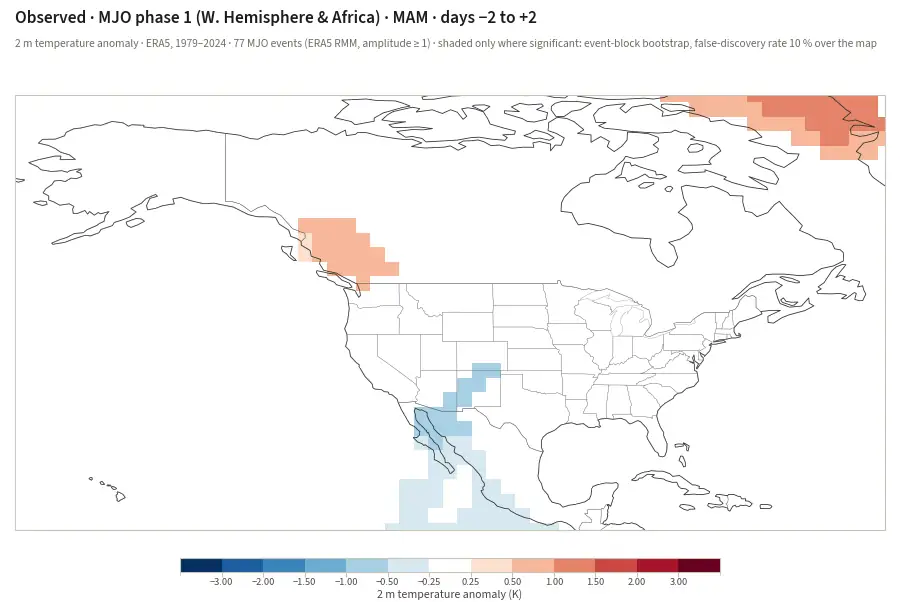 Observed · MJO phase 1 (W. Hemisphere & Africa) · MAM · days −2 to +2
2 m temperature anomaly · ERA5, 1979–2024 · 77 MJO events (ERA5 RMM, amplitude ≥ 1) · shaded only where significant: event-block bootstrap, false-discovery rate 10 % over the map
−3.00 −2.00 −1.50 −1.00 −0.50 −0.25 0.25 0.50 1.00 1.50 2.00 3.00
2 m temperature anomaly (K)